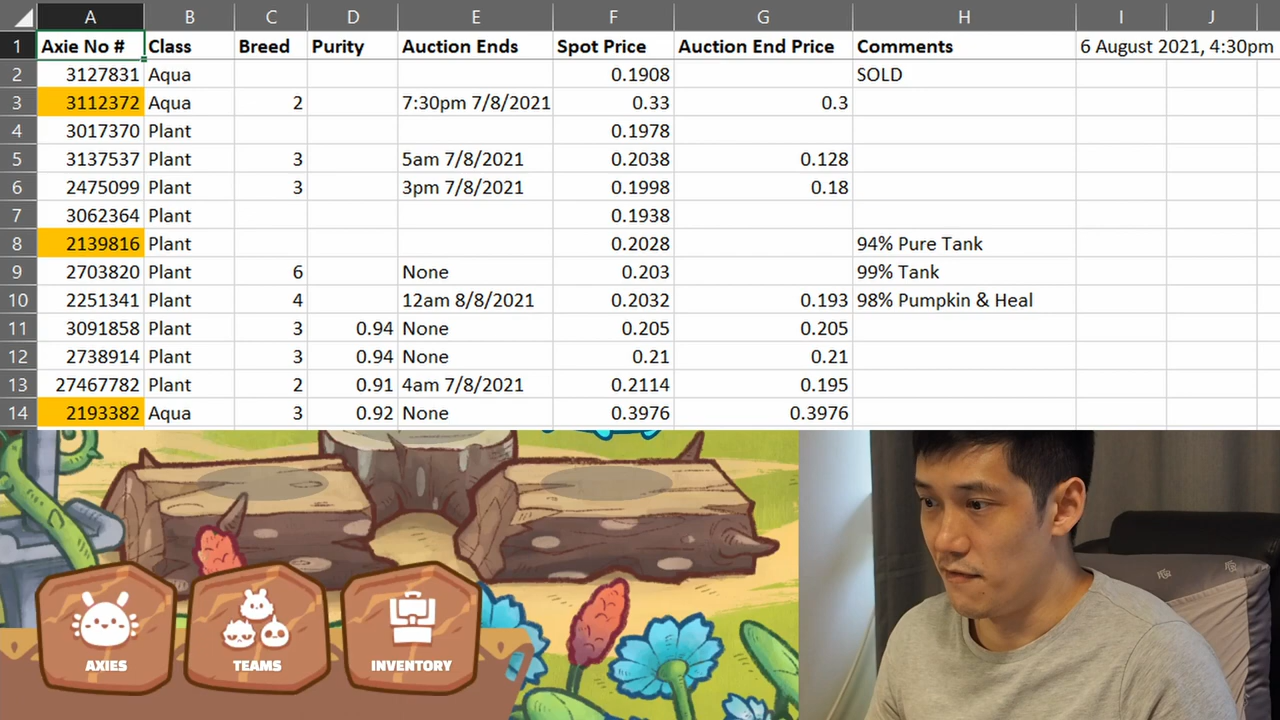 A B C D E F G H I J
1 Axie No # Class Breed Purity Auction Ends Spot Price Auction End Price Comments 6 August 2021, 4:30pm
2 3127831 Aqua 0.1908 SOLD
3 3112372 Aqua 2 7:30pm 7/8/2021 0.33 0.3
4 3017370 Plant 0.1978
5 3137537 Plant 3 5am 7/8/2021 0.2038 0.128
6 2475099 Plant 3 3pm 7/8/2021 0.1998 0.18
7 3062364 Plant 0.1938
8 2139816 Plant 0.2028 94% Pure Tank
9 2703820 Plant 6 None 0.203 99% Tank
10 2251341 Plant 4 12am 8/8/2021 0.2032 0.193 98% Pumpkin & Heal
11 3091858 Plant 3 0.94 None 0.205 0.205
12 2738914 Plant 3 0.94 None 0.21 0.21
13 27467782 Plant 2 0.91 4am 7/8/2021 0.2114 0.195
14 2193382 Aqua 3 0.92 None 0.3976 0.3976
AXIES TEAMS INVENTORY